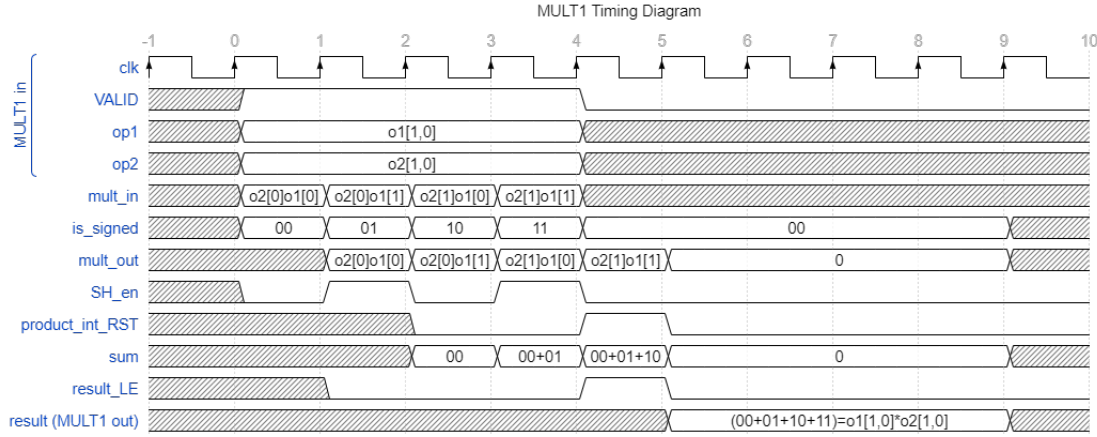 MULT1 Timing Diagram
-1 0 1 2 3 4 5 6 7 8 9 10
MULT1 in
clk
VALID
op1 o1[1,0]
op2 o2[1,0]
mult_in o2[0]o1[0] o2[0]o1[1] o2[1]o1[0] o2[1]o1[1]
is_signed 00 01 10 11 00
mult_out o2[0]o1[0] o2[0]o1[1] o2[1]o1[0] o2[1]o1[1] 0
SH_en
product_int_RST
sum 00 00+01 00+01+10 0
result_LE
result (MULT1 out) (00+01+10+11)=o1[1,0]*o2[1,0]